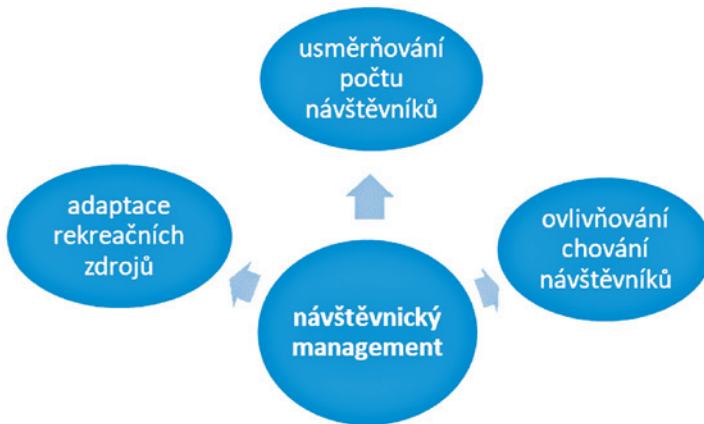 usměrňování
počtu
návštěvníků
adaptace
rekreačních
zdrojů
ovlivňování
chování
návštěvníků
návštěvnický
management